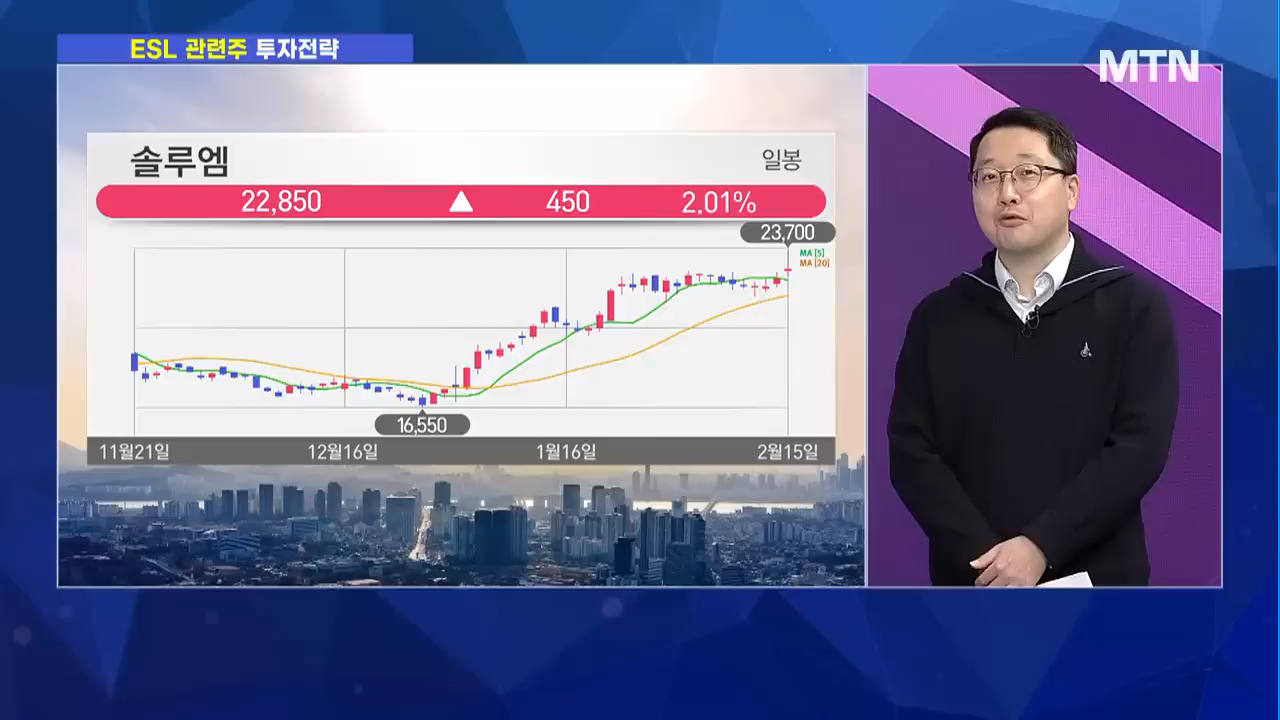 ESL 관련주 투자전략
MTN
솔루엠
일봉
22,850 ▲ 450 2.01%
23,700
MA [5]
MA [20]
16,550
11월21일 12월16일 1월16일 2월15일